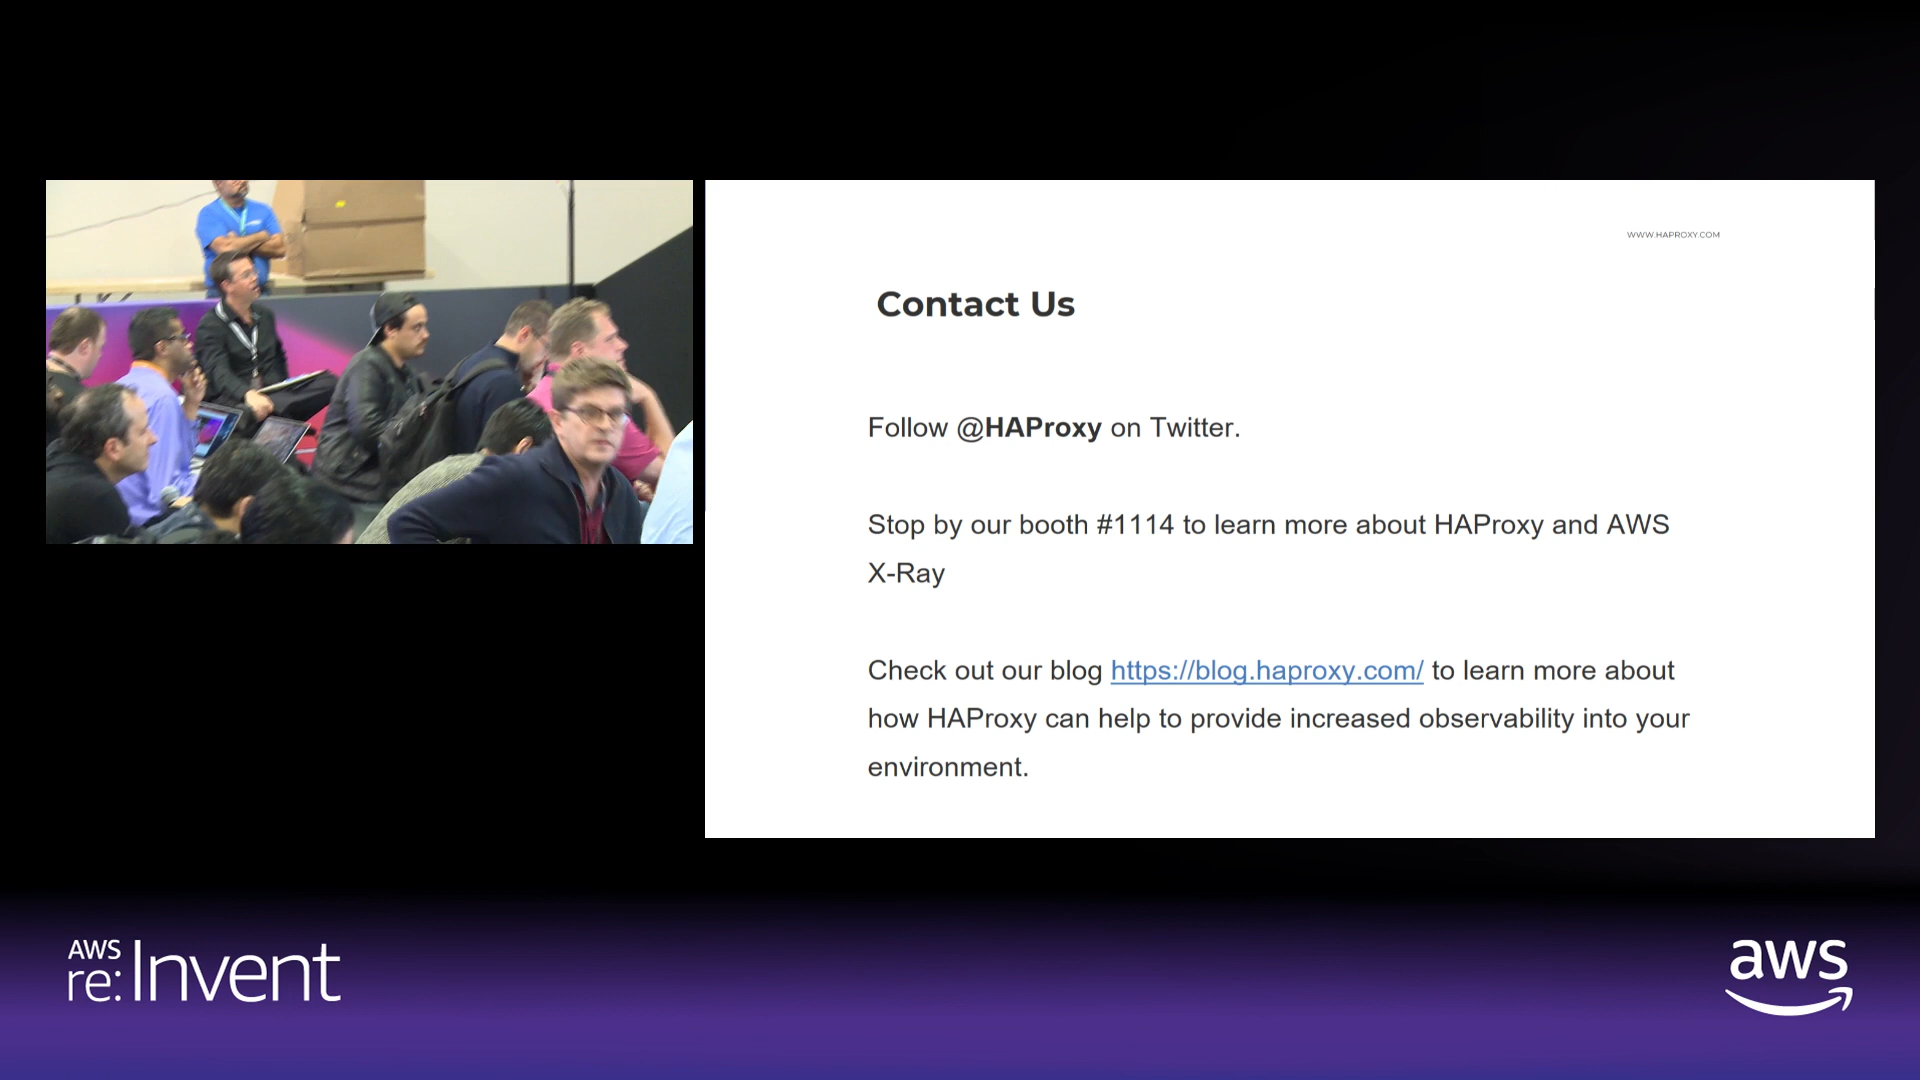 WWW.HAPROXY.COM
Contact Us
Follow @HAProxy on Twitter.
Stop by our booth #1114 to learn more about HAProxy and AWS
X-Ray
Check out our blog https://blog.haproxy.com/ to learn more about
how HAProxy can help to provide increased observability into your
environment.
AWS
re:Invent
aws